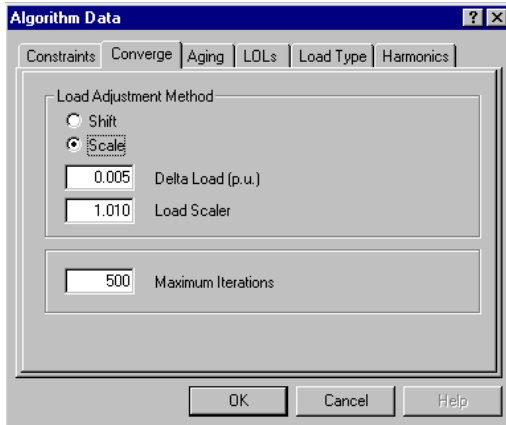 Algorithm Data
Constraints Converge Aging LOLs Load Type Harmonics
Load Adjustment Method
Shift
Scale
0.005 Delta Load (p.u.)
1.010 Load Scaler
500 Maximum Iterations
OK Cancel Help